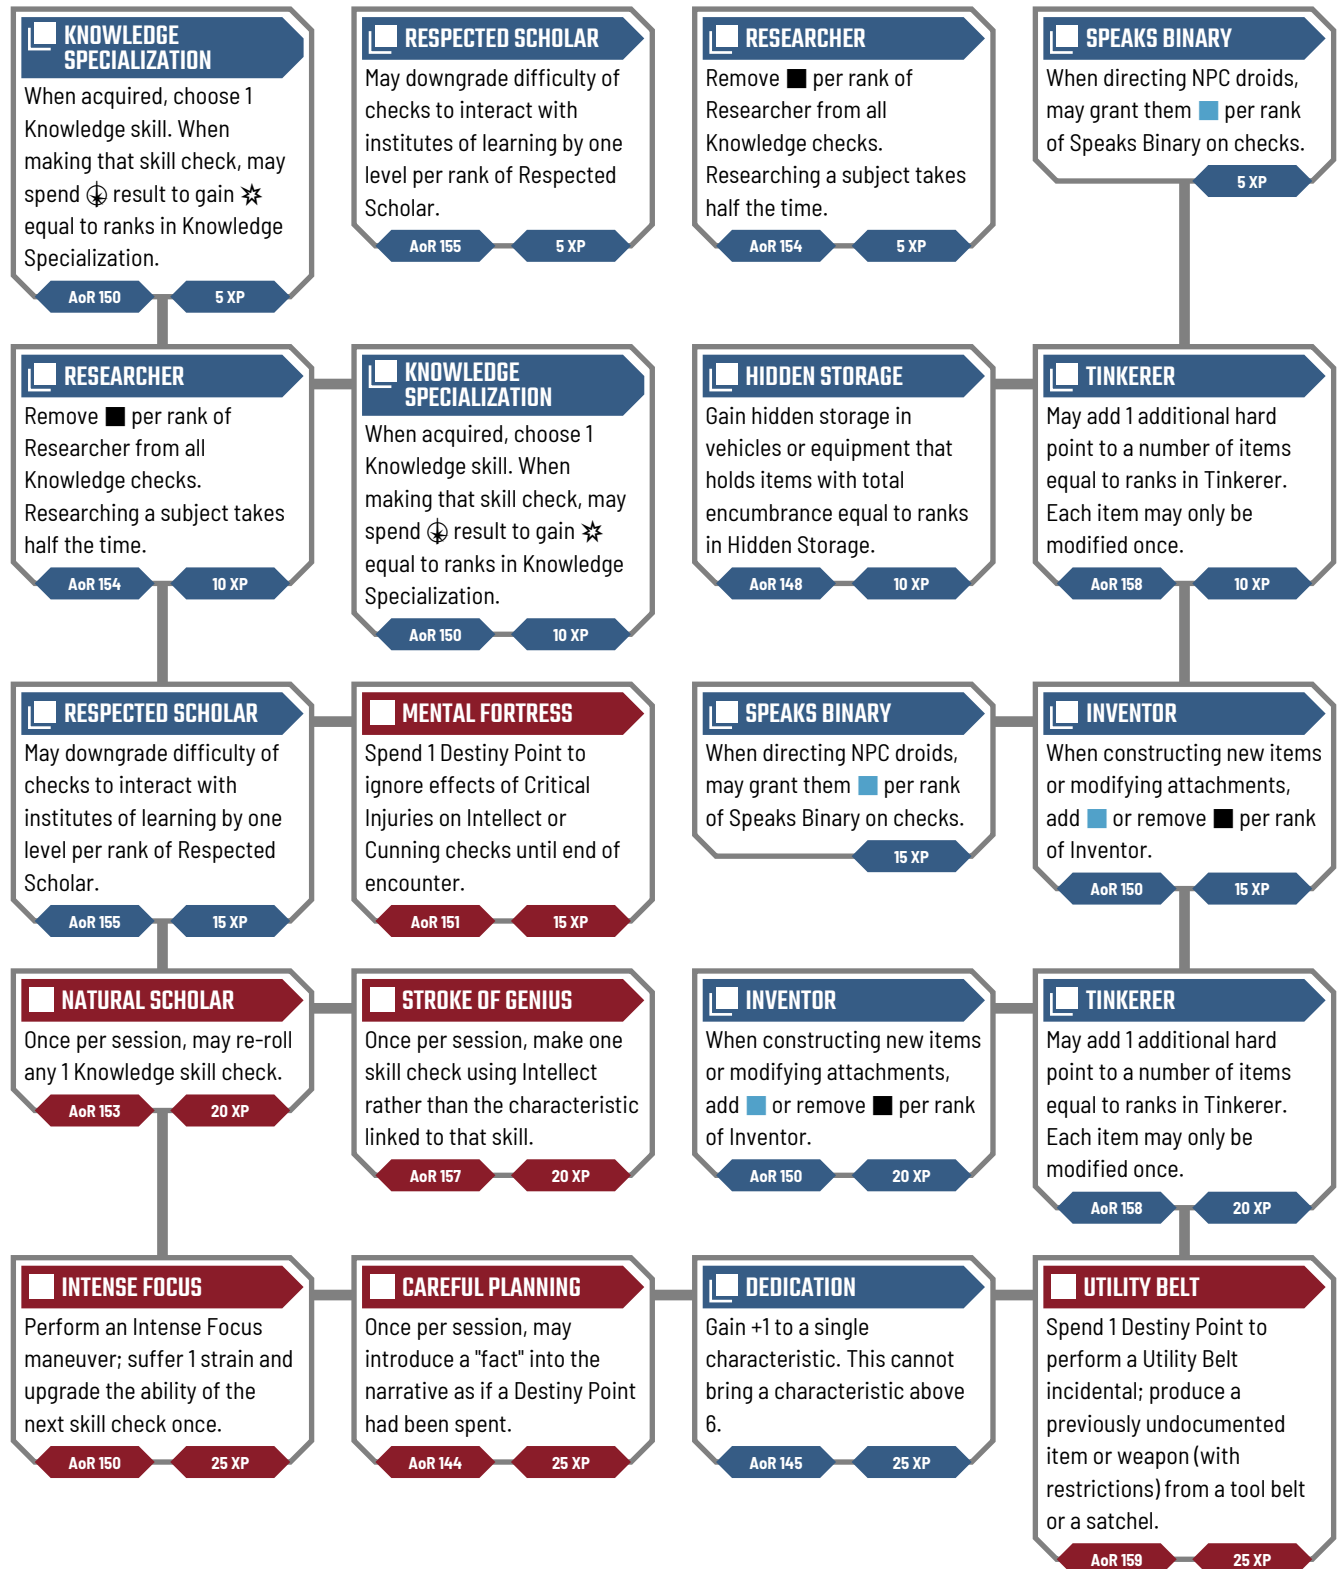 KNOWLEDGE
SPECIALIZATION
When acquired, choose 1
Knowledge skill. When
making that skill check, may
spend result to gain
equal to ranks in Knowledge
Specialization.
AoR 150
5 XP
RESPECTED SCHOLAR
May downgrade difficulty of
checks to interact with
institutes of learning by one
level per rank of Respected
Scholar.
AoR 155
5 XP
RESEARCHER
Remove per rank of
Researcher from all
Knowledge checks.
Researching a subject takes
half the time.
AoR 154
5 XP
SPEAKS BINARY
When directing NPC droids,
may grant them per rank
of Speaks Binary on checks.
5 XP
RESEARCHER
Remove per rank of
Researcher from all
Knowledge checks.
Researching a subject takes
half the time.
AoR 154
10 XP
KNOWLEDGE
SPECIALIZATION
When acquired, choose 1
Knowledge skill. When
making that skill check, may
spend result to gain
equal to ranks in Knowledge
Specialization.
AoR 150
10 XP
HIDDEN STORAGE
Gain hidden storage in
vehicles or equipment that
holds items with total
encumbrance equal to ranks
in Hidden Storage.
AoR 148
10 XP
TINKERER
May add 1 additional hard
point to a number of items
equal to ranks in Tinkerer.
Each item may only be
modified once.
AoR 158
10 XP
RESPECTED SCHOLAR
May downgrade difficulty of
checks to interact with
institutes of learning by one
level per rank of Respected
Scholar.
AoR 155
15 XP
MENTAL FORTRESS
Spend 1 Destiny Point to
ignore effects of Critical
Injuries on Intellect or
Cunning checks until end of
encounter.
AoR 151
15 XP
SPEAKS BINARY
When directing NPC droids,
may grant them per rank
of Speaks Binary on checks.
15 XP
INVENTOR
When constructing new items
or modifying attachments,
add or remove per rank
of Inventor.
AoR 150
15 XP
NATURAL SCHOLAR
Once per session, may re-roll
any 1 Knowledge skill check.
AoR 153
20 XP
STROKE OF GENIUS
Once per session, make one
skill check using Intellect
rather than the characteristic
linked to that skill.
AoR 157
20 XP
INVENTOR
When constructing new items
or modifying attachments,
add or remove per rank
of Inventor.
AoR 150
20 XP
TINKERER
May add 1 additional hard
point to a number of items
equal to ranks in Tinkerer.
Each item may only be
modified once.
AoR 158
20 XP
INTENSE FOCUS
Perform an Intense Focus
maneuver; suffer 1 strain and
upgrade the ability of the
next skill check once.
AoR 150
25 XP
CAREFUL PLANNING
Once per session, may
introduce a "fact" into the
narrative as if a Destiny Point
had been spent.
AoR 144
25 XP
DEDICATION
Gain +1 to a single
characteristic. This cannot
bring a characteristic above
6.
AoR 145
25 XP
UTILITY BELT
Spend 1 Destiny Point to
perform a Utility Belt
incidental; produce a
previously undocumented
item or weapon (with
restrictions) from a tool belt
or a satchel.
AoR 159
25 XP